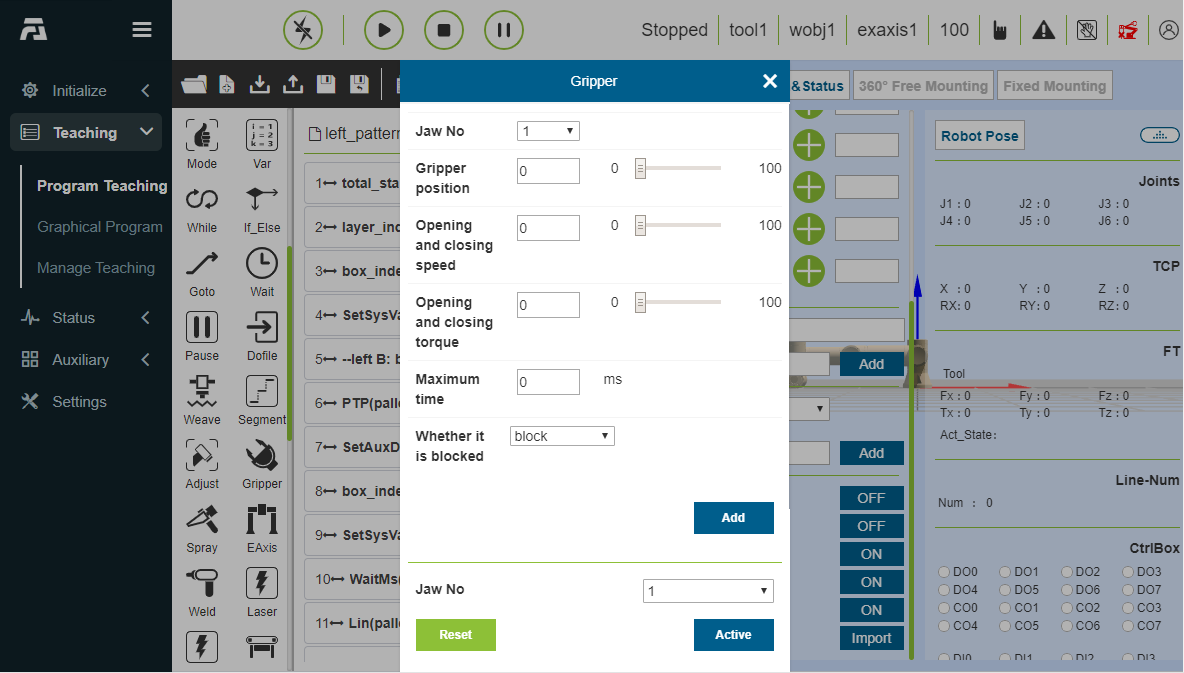 Stopped
tool1
wobj1
exaxis1
100
Initialize
Teaching
Program Teaching
Graphical Program
Manage Teaching
Status
Auxiliary
Settings
Mode
Var
i = 1
j = 2
k = 3
While
If_Else
Goto
Wait
Pause
Dofile
Weave
Segment
Adjust
Gripper
Spray
EAxis
Weld
Laser
left_pattern
1↔ total_sta
2↔ layer_ind
3↔ box_inde
4↔ SetSysVa
5↔ --left B: b
6↔ PTP(palle
7↔ SetAuxD
8↔ box_inde
9↔ SetSysVa
10↔ WaitMs(
11↔ Lin(palle
Gripper
Jaw No
1
Gripper
position
0
0
100
Opening
and closing
speed
0
0
100
Opening
and closing
torque
0
0
100
Maximum
time
0
ms
Whether it
is blocked
block
Add
Jaw No
1
Reset
Active
&Status
360° Free Mounting
Fixed Mounting
Add
Add
OFF
OFF
ON
ON
ON
Import
Robot Pose
Joints
J1 : 0 J2 : 0 J3 : 0
J4 : 0 J5 : 0 J6 : 0
TCP
X : 0 Y : 0 Z : 0
RX: 0 RY: 0 RZ: 0
FT
Tool
Fx : 0 Fy : 0 Fz : 0
Tx : 0 Ty : 0 Tz : 0
Act_State:
Line-Num
Num : 0
CtrlBox
DO0 DO1 DO2 DO3
DO4 DO5 DO6 DO7
CO0 CO1 CO2 CO3
CO4 CO5 CO6 CO7
DI0 DI1 DI2 DI3